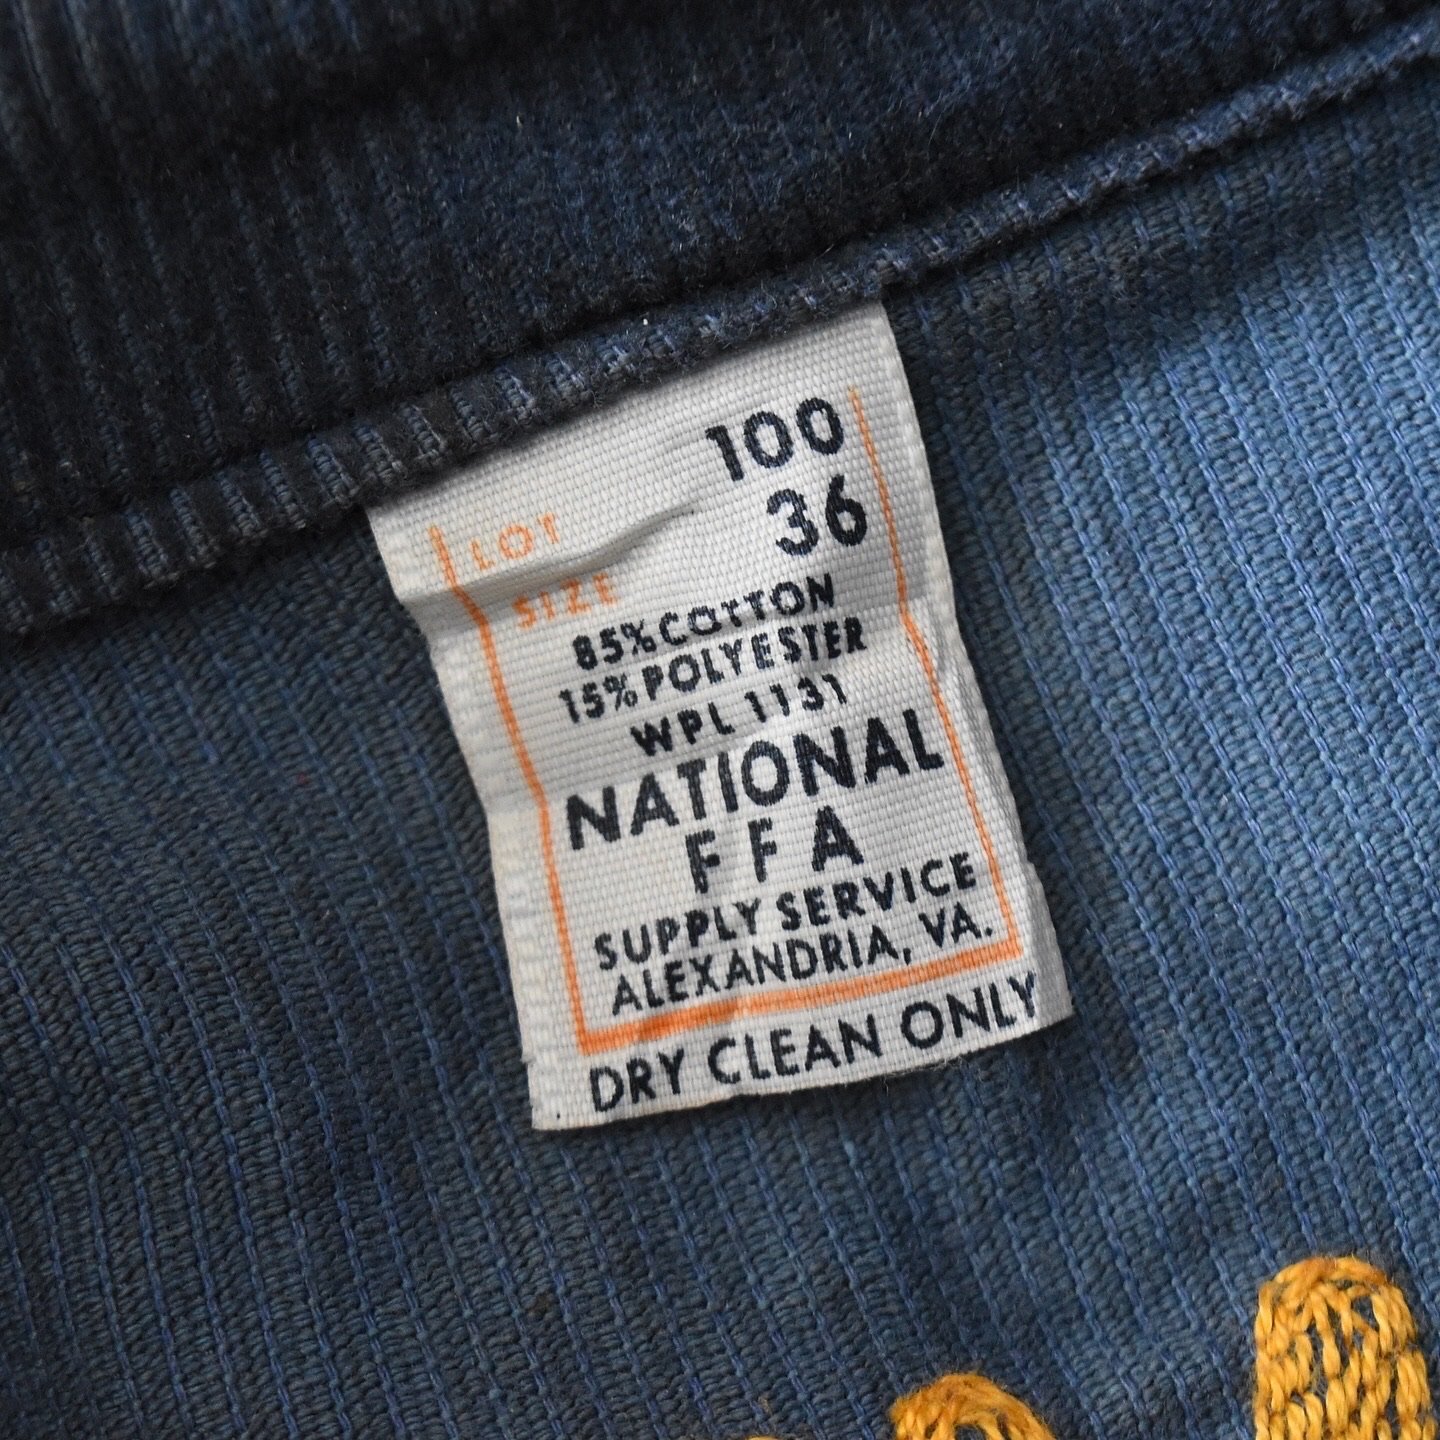 LOT 100
SIZE 36
85% COTTON
15% POLYESTER
WPL 1131
NATIONAL
FFA
SUPPLY SERVICE
ALEXANDRIA, VA.
DRY CLEAN ONLY